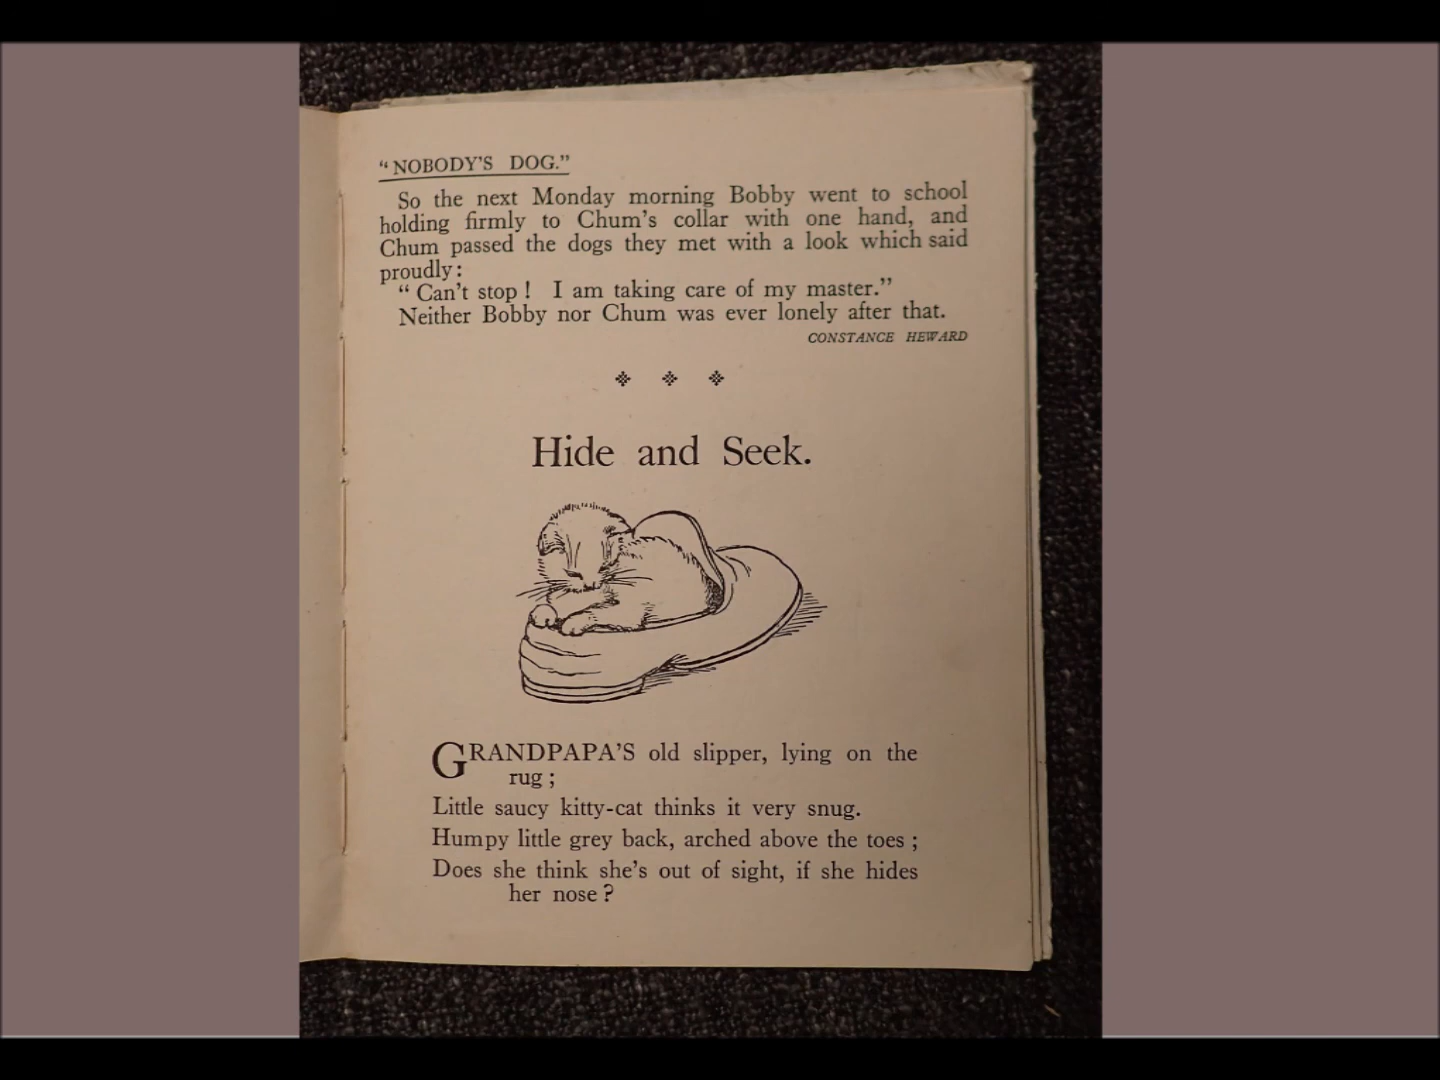 “NOBODY'S DOG.”
So the next Monday morning Bobby went to school
holding firmly to Chum's collar with one hand, and
Chum passed the dogs they met with a look which said
proudly:
“Can't stop! I am taking care of my master.”
Neither Bobby nor Chum was ever lonely after that.
CONSTANCE HEWARD
Hide and Seek.
GRANDPAPA'S old slipper, lying on the
rug;
Little saucy kitty-cat thinks it very snug.
Humpy little grey back, arched above the toes;
Does she think she's out of sight, if she hides
her nose?